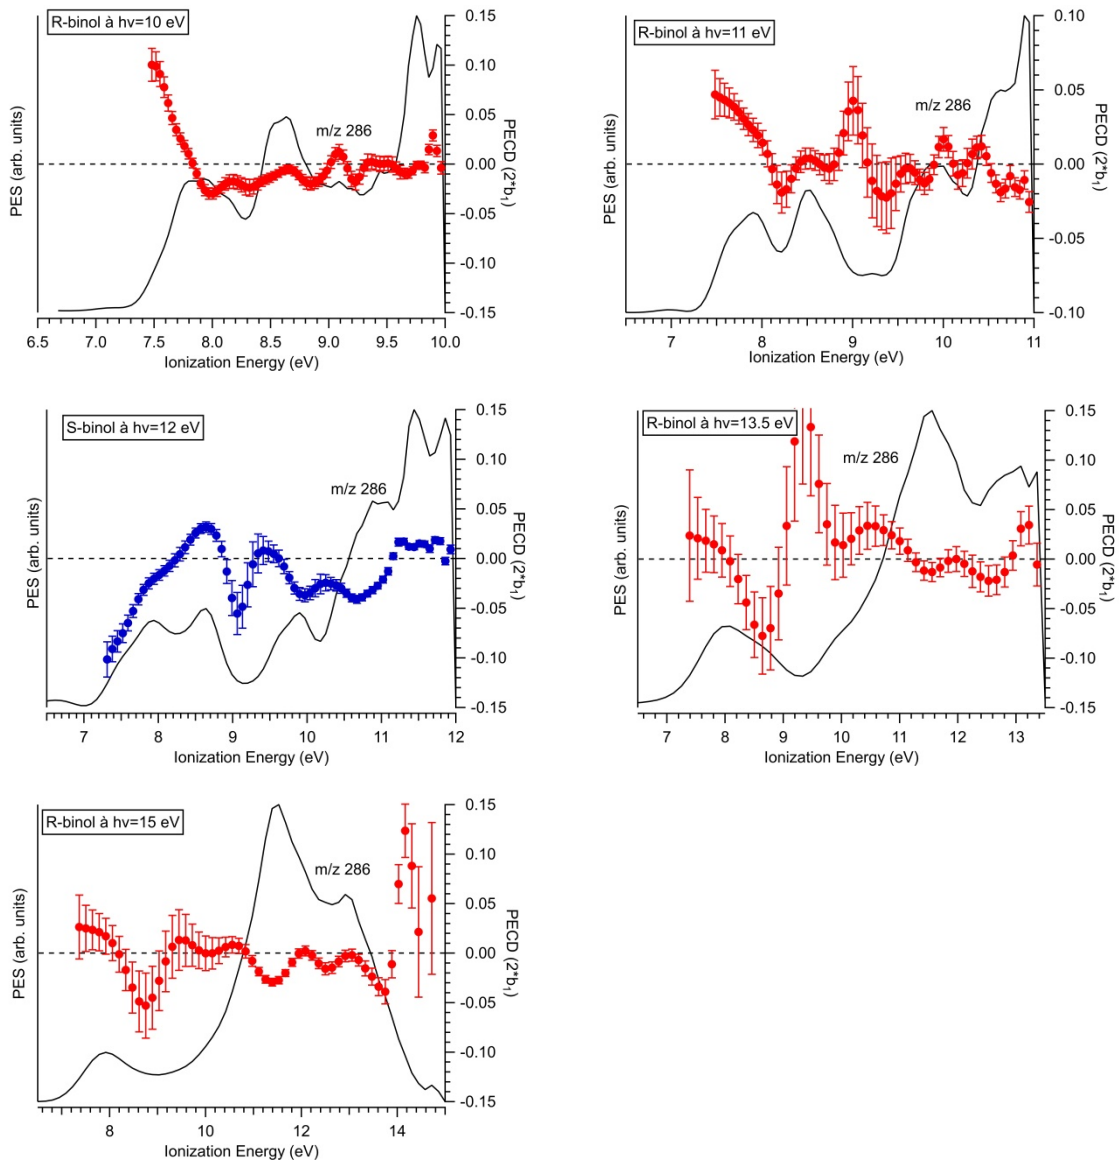 R-binol à hν=10 eV
m/z 286
PES (arb. units)
0.15
0.10
0.05
0.00
-0.05
-0.10
-0.15
PECD (2*b₁)
6.5 7.0 7.5 8.0 8.5 9.0 9.5 10.0
Ionization Energy (eV)
R-binol à hν=11 eV
m/z 286
PES (arb. units)
0.10
0.05
0.00
-0.05
-0.10
PECD (2*b₁)
7 8 9 10 11
Ionization Energy (eV)
S-binol à hν=12 eV
m/z 286
PES (arb. units)
0.15
0.10
0.05
0.00
-0.05
-0.10
-0.15
PECD (2*b₁)
7 8 9 10 11 12
Ionization Energy (eV)
R-binol à hν=13.5 eV
m/z 286
PES (arb. units)
0.15
0.10
0.05
0.00
-0.05
-0.10
-0.15
PECD (2*b₁)
7 8 9 10 11 12 13
Ionization Energy (eV)
R-binol à hν=15 eV
m/z 286
PES (arb. units)
0.15
0.10
0.05
0.00
-0.05
-0.10
-0.15
PECD (2*b₁)
8 10 12 14
Ionization Energy (eV)